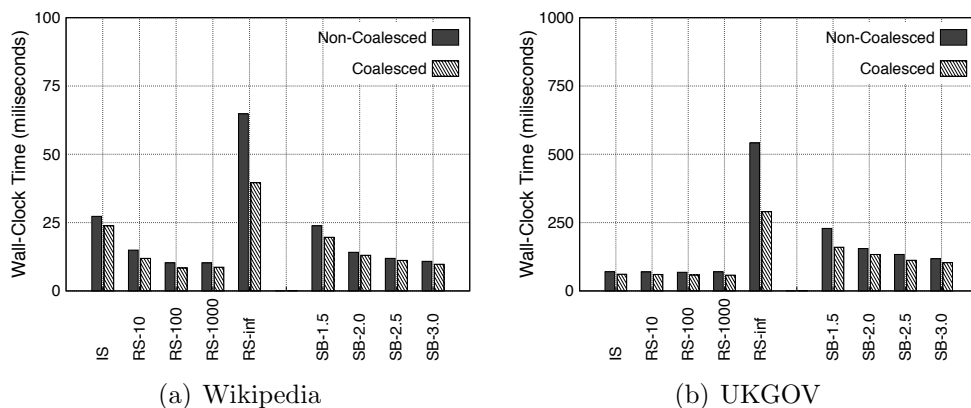 Wall-Clock Time (miliseconds)
100
75
50
25
0
Non-Coalesced
Coalesced
IS
RS-10
RS-100
RS-1000
RS-inf
SB-1.5
SB-2.0
SB-2.5
SB-3.0
(a) Wikipedia
Wall-Clock Time (miliseconds)
1000
750
500
250
0
Non-Coalesced
Coalesced
IS
RS-10
RS-100
RS-1000
RS-inf
SB-1.5
SB-2.0
SB-2.5
SB-3.0
(b) UKGOV